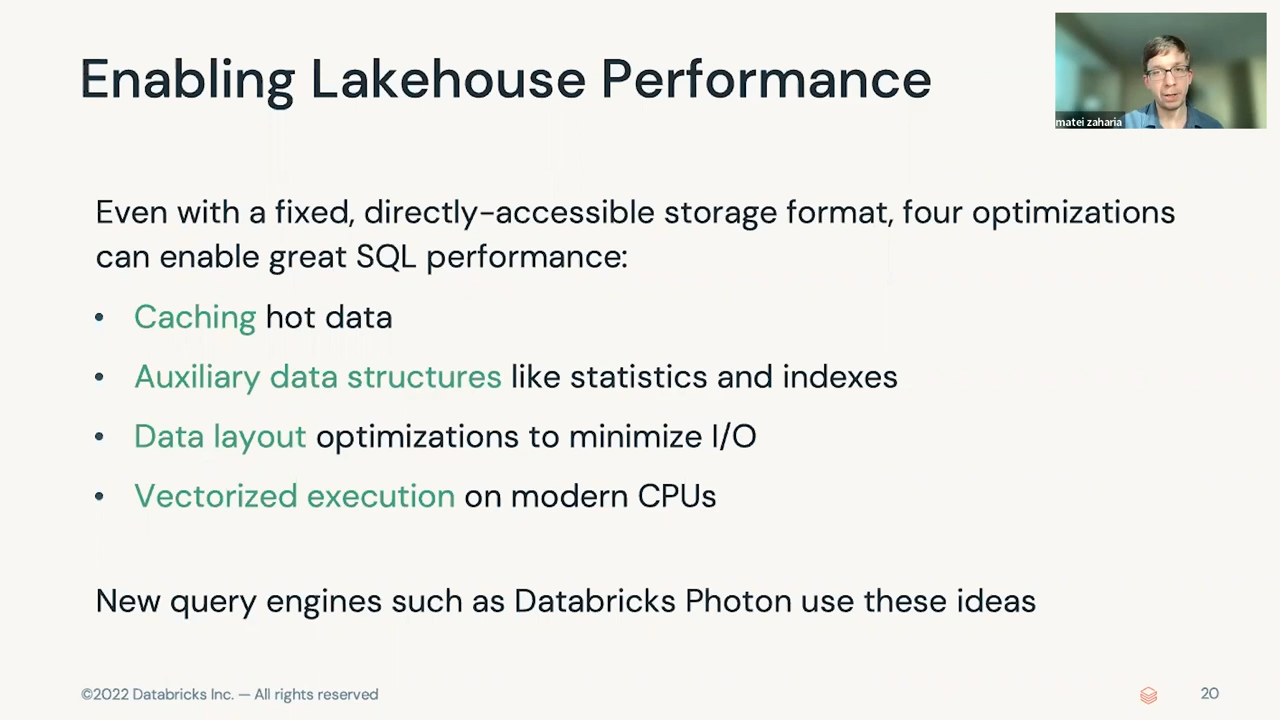 Enabling Lakehouse Performance
matei zaharia
Even with a fixed, directly-accessible storage format, four optimizations
can enable great SQL performance:
• Caching hot data
• Auxiliary data structures like statistics and indexes
• Data layout optimizations to minimize I/O
• Vectorized execution on modern CPUs
New query engines such as Databricks Photon use these ideas
©2022 Databricks Inc. — All rights reserved
20